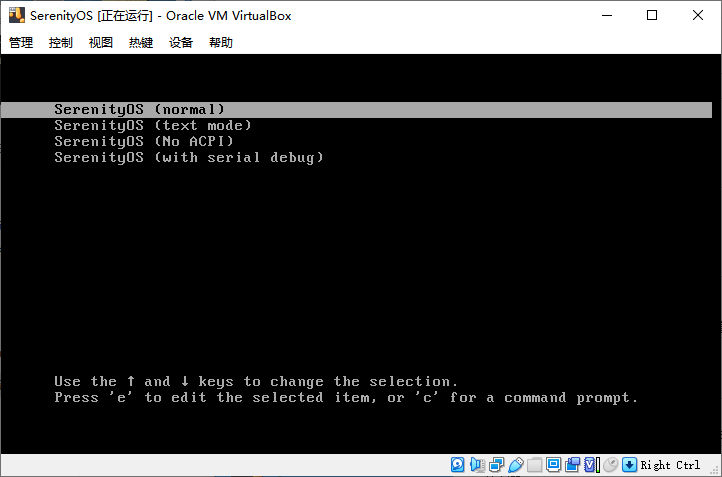 SerenityOS [正在运行] - Oracle VM VirtualBox
管理 控制 视图 热键 设备 帮助
SerenityOS (normal)
SerenityOS (text mode)
SerenityOS (No ACPI)
SerenityOS (with serial debug)
Use the ↑ and ↓ keys to change the selection.
Press 'e' to edit the selected item, or 'c' for a command prompt.
Right Ctrl